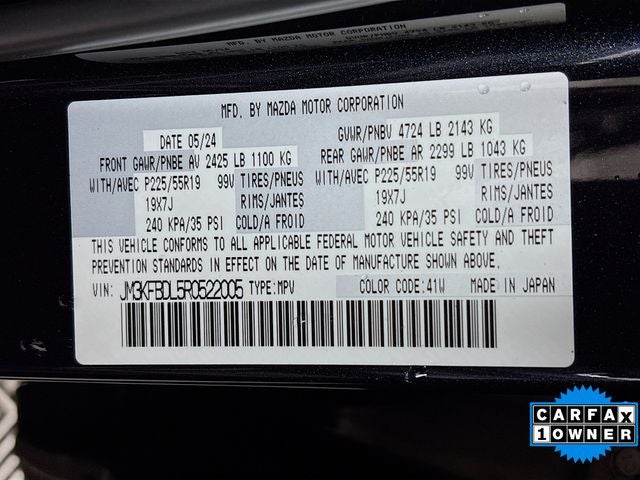 MFD. BY MAZDA MOTOR CORPORATION
MFD. BY MAZDA MOTOR CORPORATION
DATE 05/24 GVWR/PNBV 4724 LB 2143 KG
FRONT GAWR/PNBE AV 2425 LB 1100 KG REAR GAWR/PNBE AR 2299 LB 1043 KG
WITH/AVEC P225/55R19 99V TIRES/PNEUS WITH/AVEC P225/55R19 99V TIRES/PNEUS
19X7J RIMS/JANTES 19X7J RIMS/JANTES
240 KPA/35 PSI COLD/A FROID 240 KPA/35 PSI COLD/A FROID
THIS VEHICLE CONFORMS TO ALL APPLICABLE FEDERAL MOTOR VEHICLE SAFETY AND THEFT
PREVENTION STANDARDS IN EFFECT ON THE DATE OF MANUFACTURE SHOWN ABOVE.
VIN: JM3KFBDL5R0522005 TYPE:MPV COLOR CODE:41W MADE IN JAPAN
CARFAX
1 OWNER